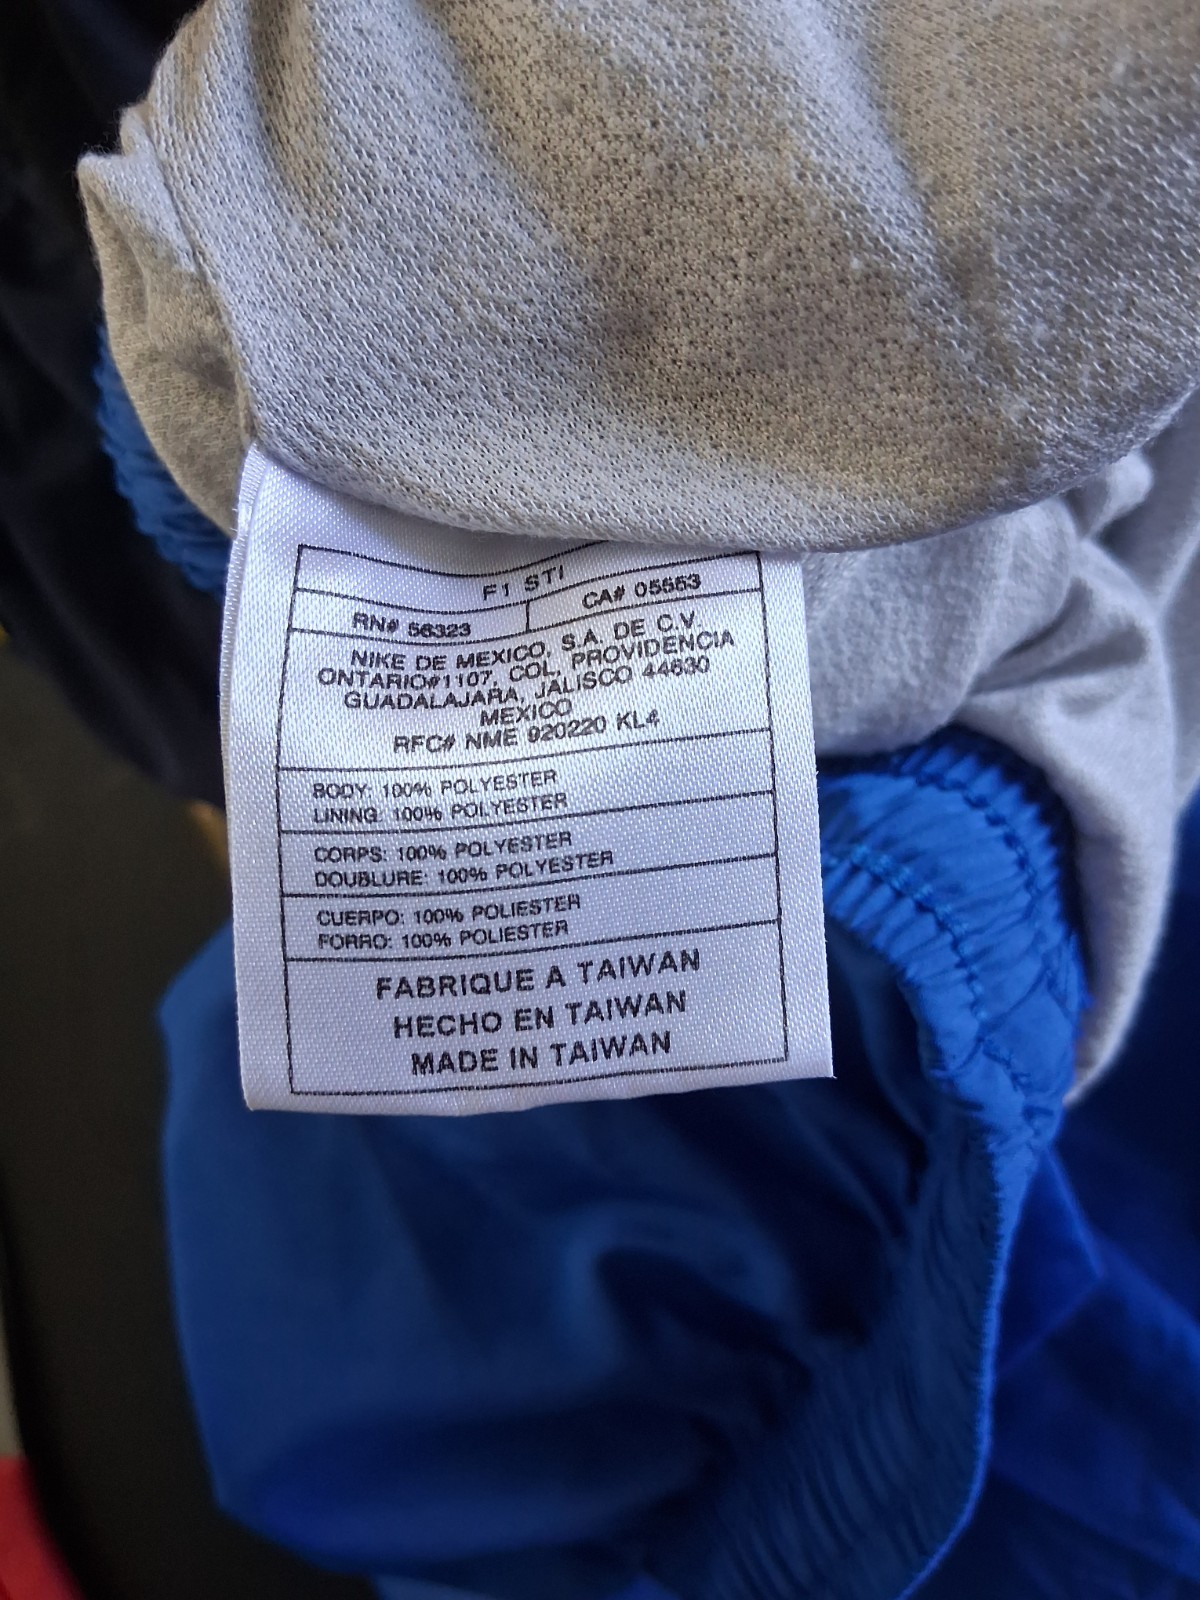 F1 STI
RN# 56323
CA# 05553
NIKE DE MEXICO, S.A. DE C.V.
ONTARIO#1107, COL, PROVIDENCIA
GUADALAJARA, JALISCO 44630
MEXICO
RFC# NME 920220 KL4
BODY: 100% POLYESTER
LINING: 100% POLYESTER
CORPS: 100% POLYESTER
DOUBLURE: 100% POLYESTER
CUERPO: 100% POLIESTER
FORRO: 100% POLIESTER
FABRIQUE A TAIWAN
HECHO EN TAIWAN
MADE IN TAIWAN